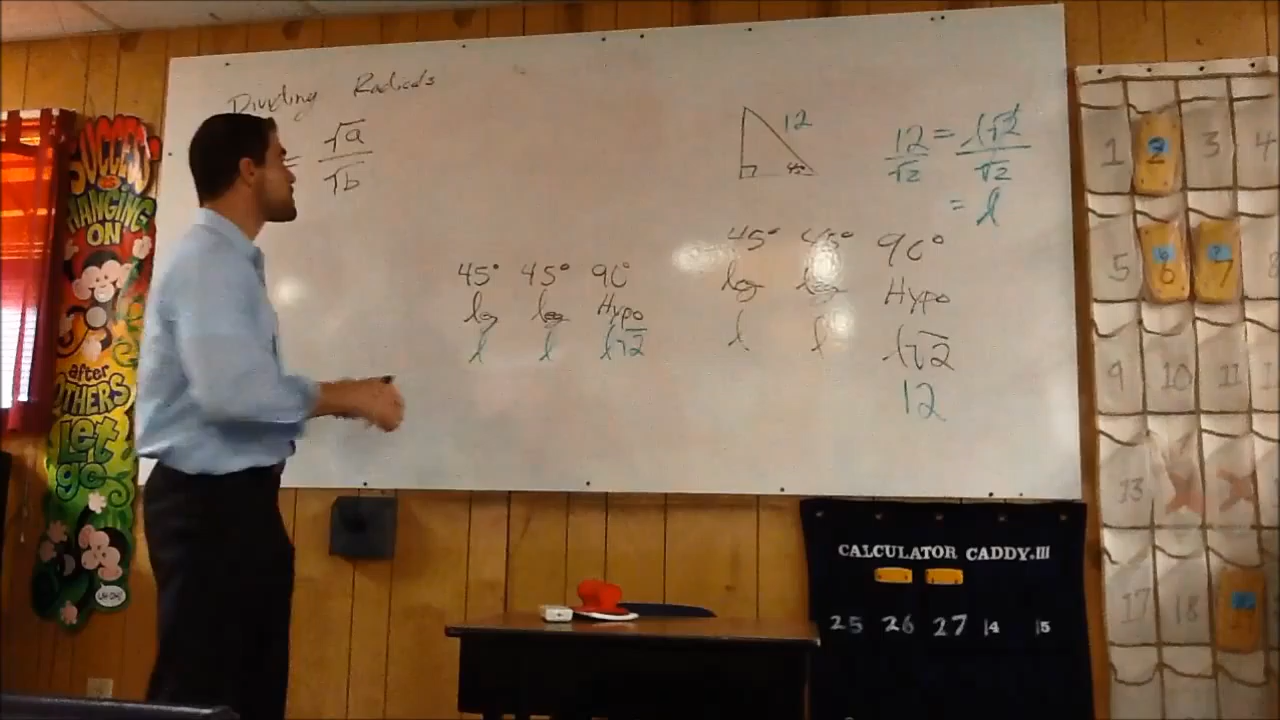 Dividing Radicals
= √a / √b
SUCCESS
is
HANGING
ON
after
OTHERS
Let
go
12
45°
12/√2 = l√2/√2
= l
45° 45° 90°
leg leg Hypo
l l l√2
45° 45° 90°
leg leg Hypo
l l l√2
12
CALCULATOR CADDY III
25 26 27 14 15
1 2 3 4
5 6 7 8
9 10 11
13
17 18